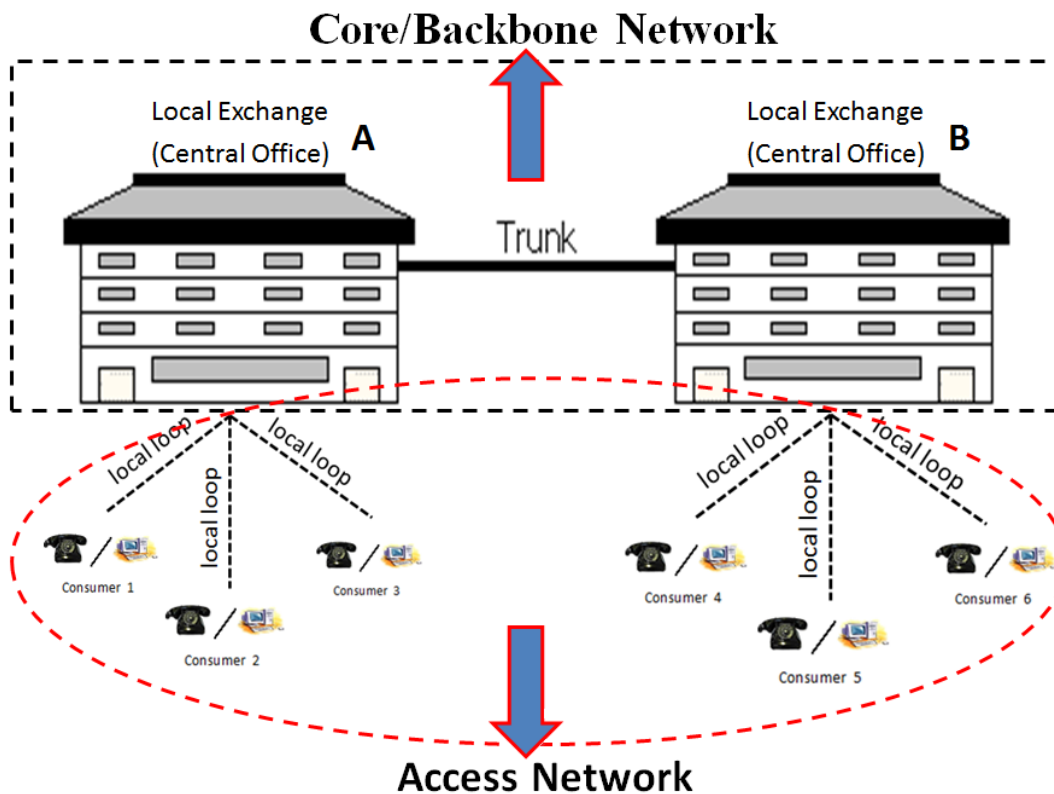 Core/Backbone Network
Local Exchange
(Central Office)
A
Local Exchange
(Central Office)
B
Trunk
local loop
local loop
local loop
local loop
local loop
local loop
Consumer 1
Consumer 2
Consumer 3
Consumer 4
Consumer 5
Consumer 6
Access Network